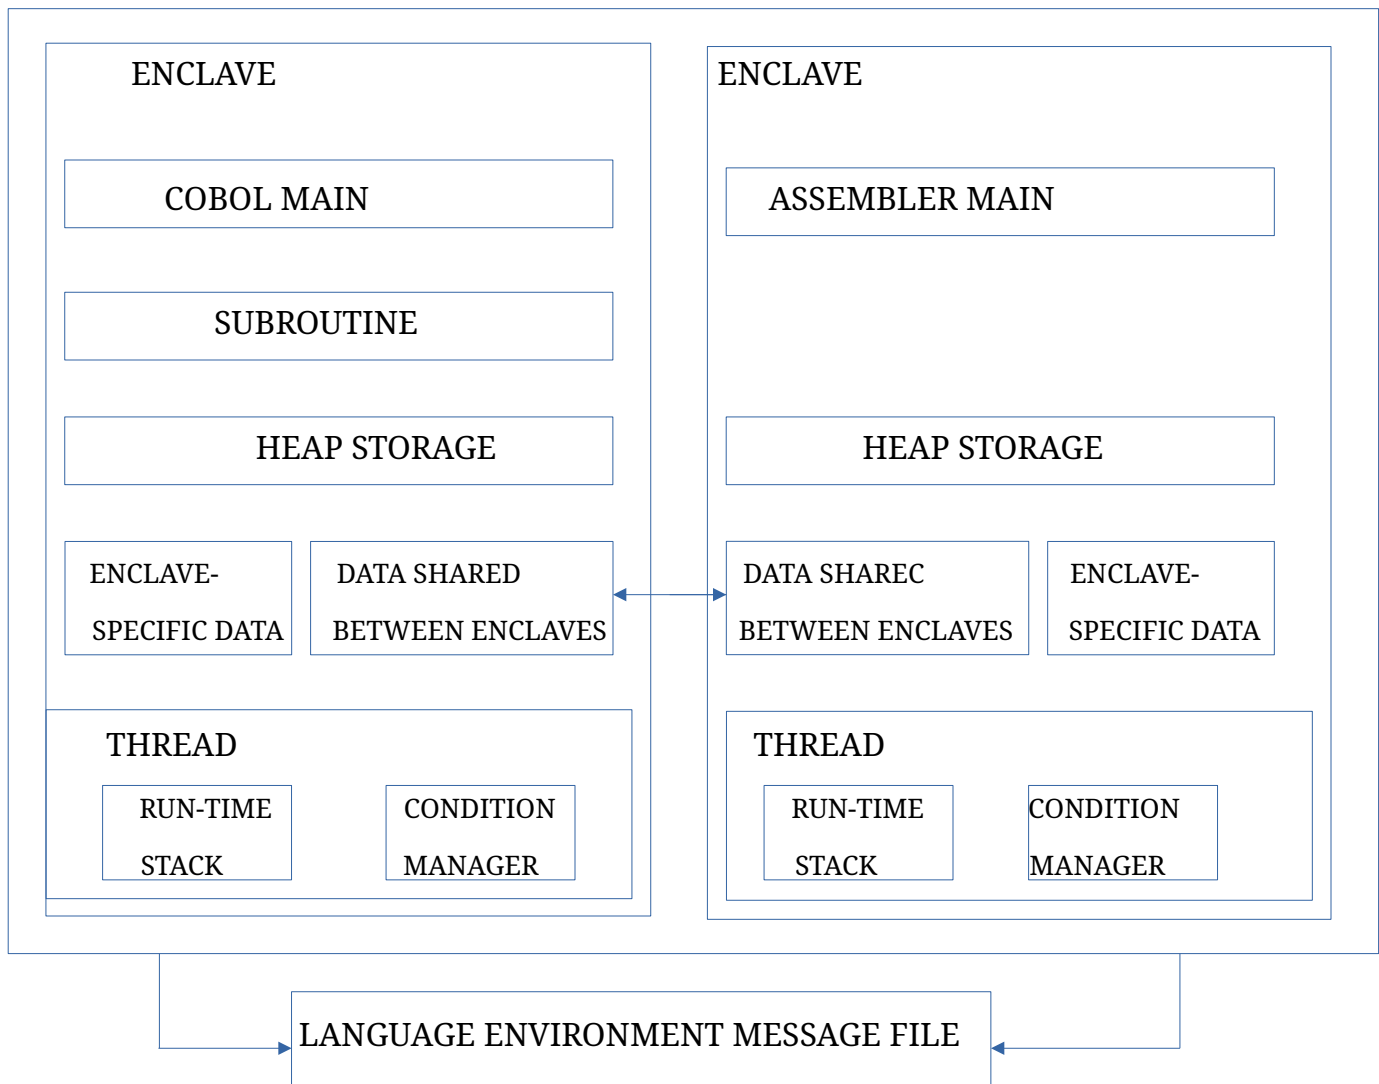 ENCLAVE
COBOL MAIN
SUBROUTINE
HEAP STORAGE
ENCLAVE-
SPECIFIC DATA
DATA SHARED
BETWEEN ENCLAVES
THREAD
RUN-TIME
STACK
CONDITION
MANAGER
ENCLAVE
ASSEMBLER MAIN
HEAP STORAGE
DATA SHAREC
BETWEEN ENCLAVES
ENCLAVE-
SPECIFIC DATA
THREAD
RUN-TIME
STACK
CONDITION
MANAGER
LANGUAGE ENVIRONMENT MESSAGE FILE